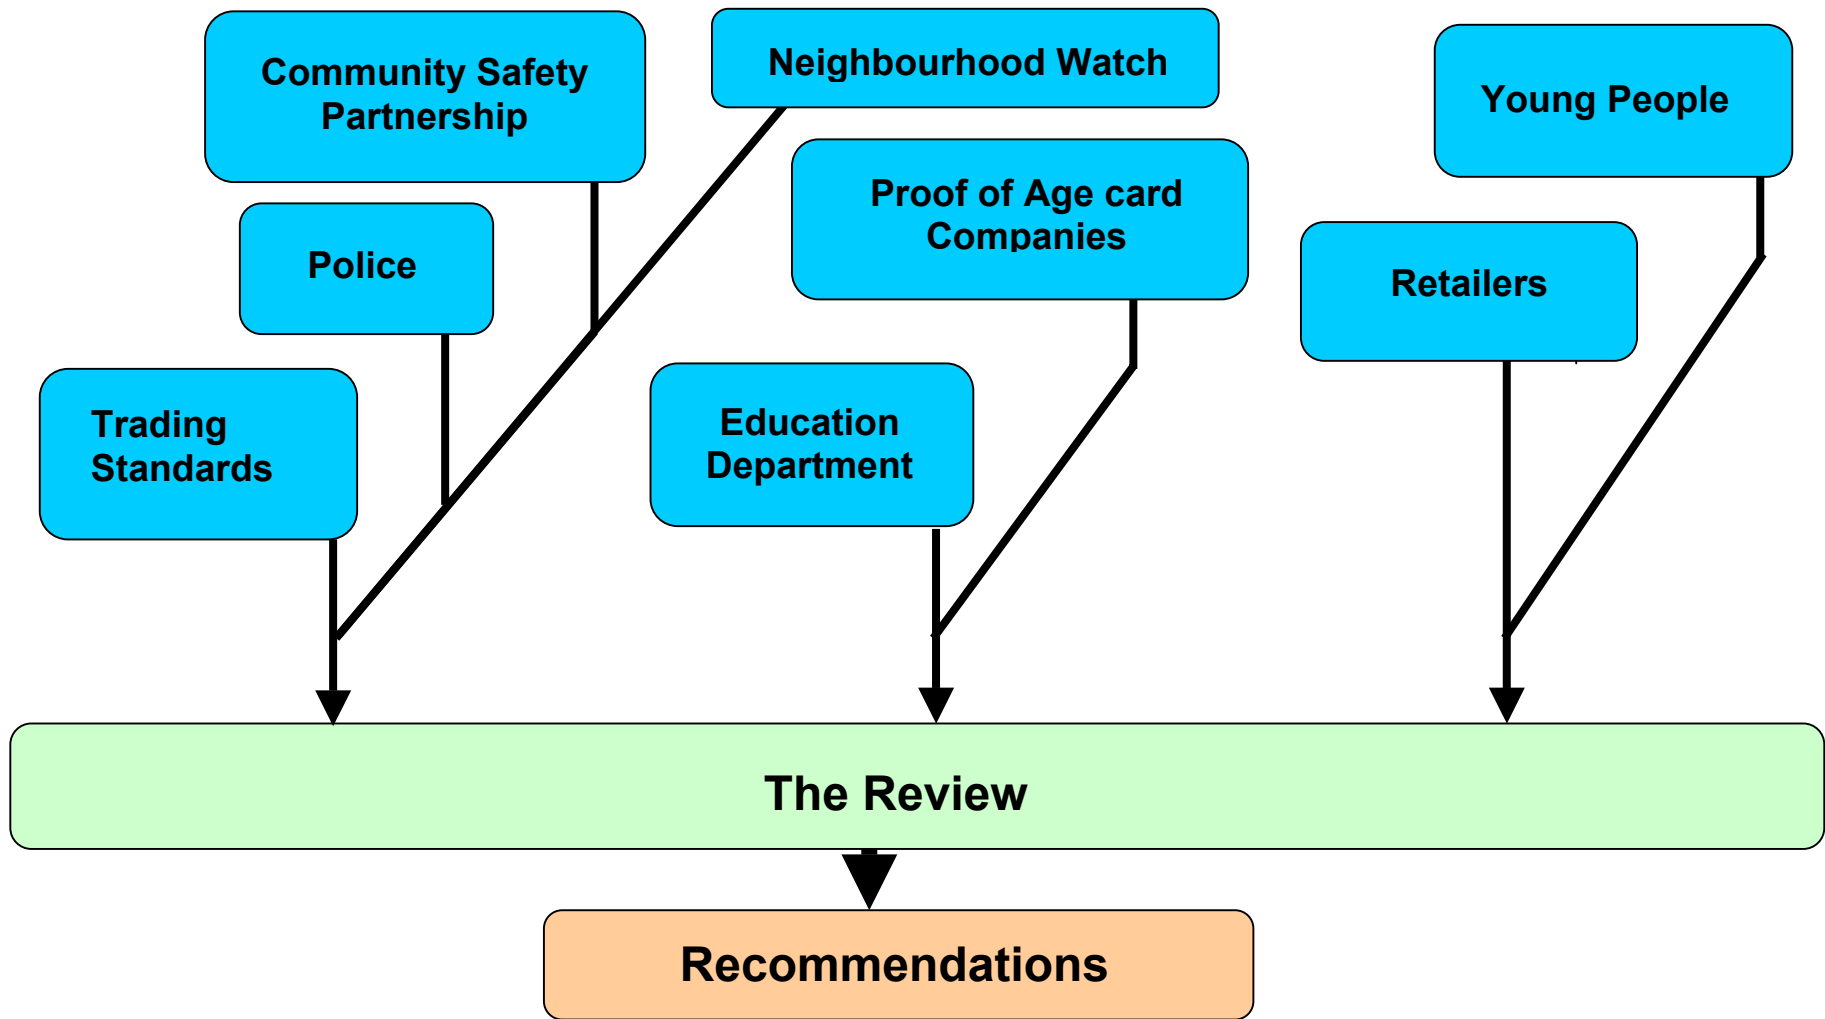 Community Safety
Partnership
Neighbourhood Watch
Young People
Proof of Age card
Companies
Police
Retailers
Trading
Standards
Education
Department
The Review
Recommendations